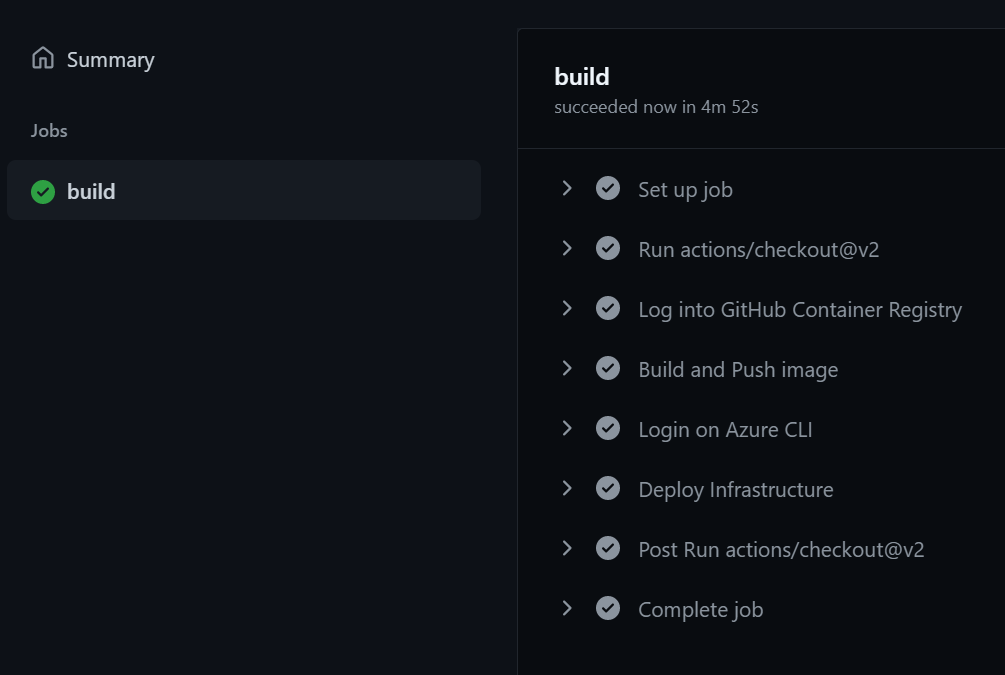 Summary
Jobs
build
build
succeeded now in 4m 52s
Set up job
Run actions/checkout@v2
Log into GitHub Container Registry
Build and Push image
Login on Azure CLI
Deploy Infrastructure
Post Run actions/checkout@v2
Complete job